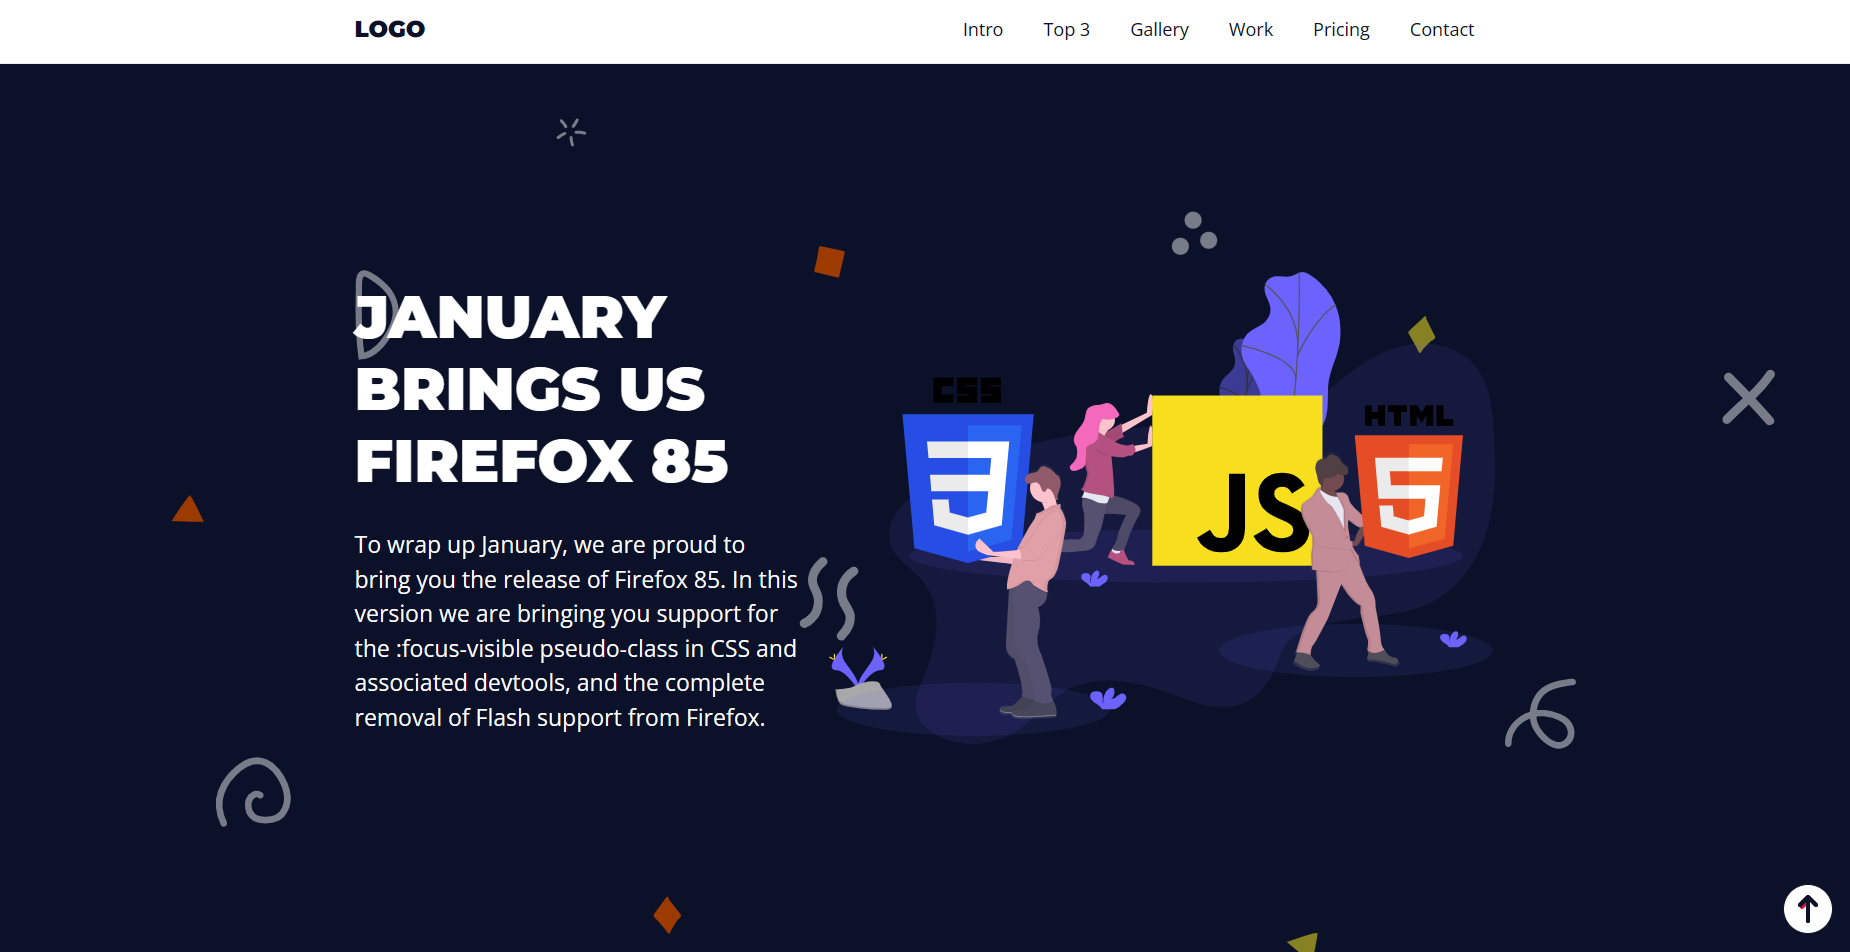 LOGO
Intro Top 3 Gallery Work Pricing Contact
JANUARY
BRINGS US
FIREFOX 85
To wrap up January, we are proud to
bring you the release of Firefox 85. In this
version we are bringing you support for
the :focus-visible pseudo-class in CSS and
associated devtools, and the complete
removal of Flash support from Firefox.
CSS
3
JS
HTML
5